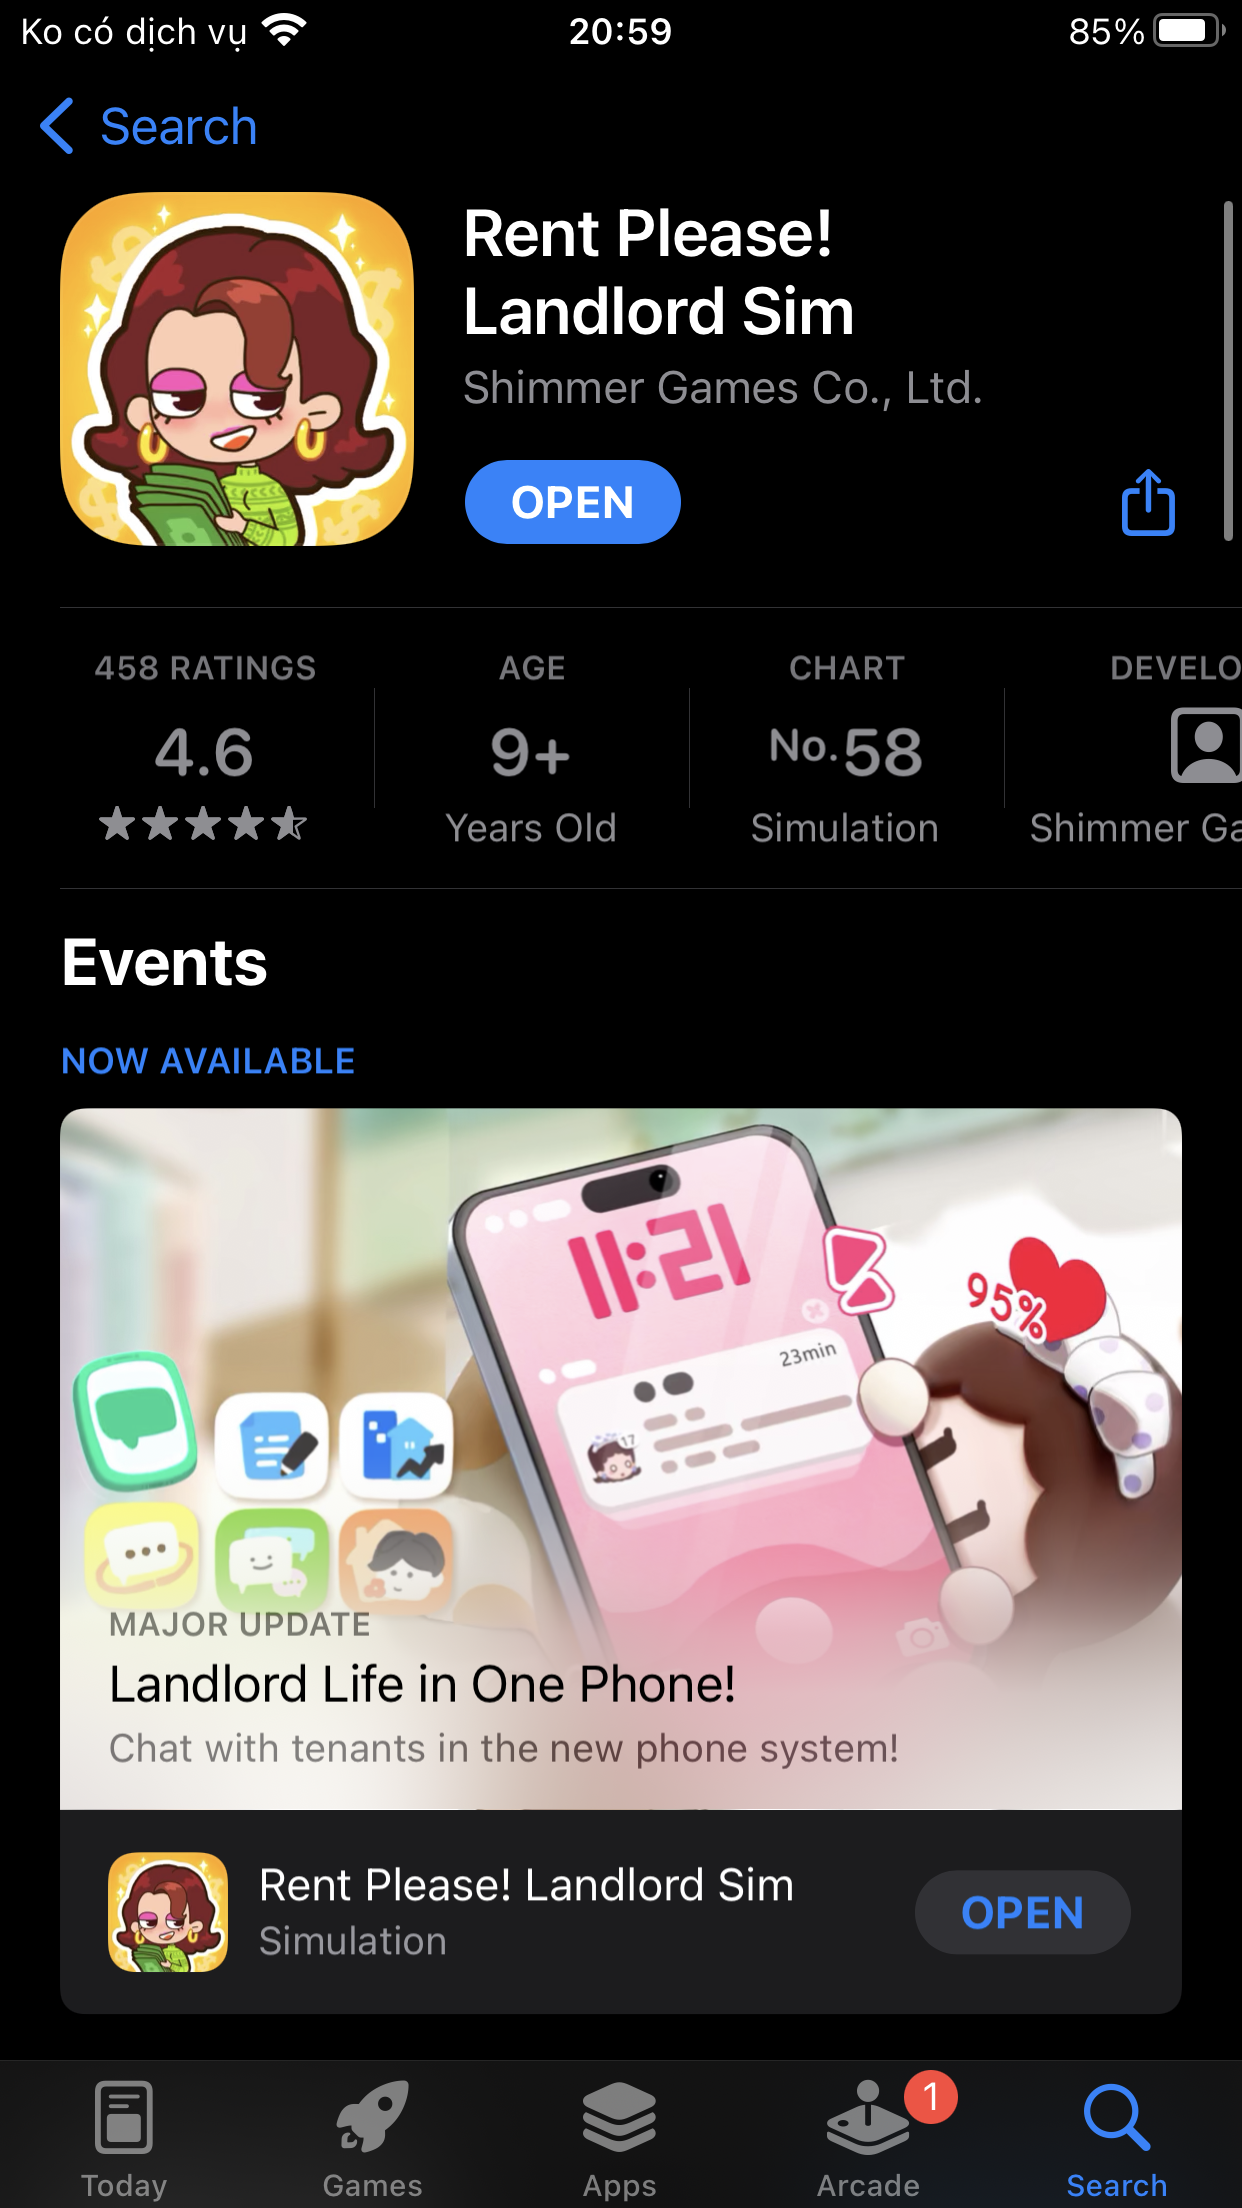 Ko có dịch vụ 20:59 85%
Search
Rent Please!
Landlord Sim
Shimmer Games Co., Ltd.
OPEN
458 RATINGS AGE CHART DEVELO
4.6 9+ No.58
Years Old Simulation Shimmer Ga
Events
NOW AVAILABLE
11:21
95%
23min
17
MAJOR UPDATE
Landlord Life in One Phone!
Chat with tenants in the new phone system!
Rent Please! Landlord Sim
Simulation
OPEN
1
Today Games Apps Arcade Search